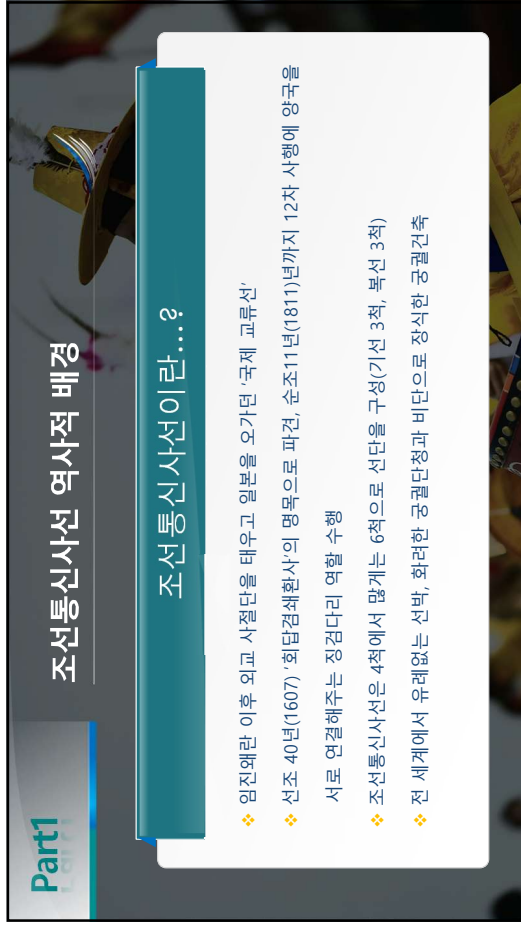 Part1
조선통신사선 역사적 배경
조선통신사선이란...?
❖ 임진왜란 이후 외교 사절단을 태우고 일본을 오가던 '국제 교류선'
❖ 선조 40년(1607) '회답겸쇄환사'의 명목으로 파견, 순조11년(1811)년까지 12차 사행에 양국을
서로 연결해주는 징검다리 역할 수행
❖ 조선통신사선은 4척에서 많게는 6척으로 선단을 구성(기선 3척, 복선 3척)
❖ 전 세계에서 유례없는 선박, 화려한 궁궐단청과 비단으로 장식한 궁궐건축